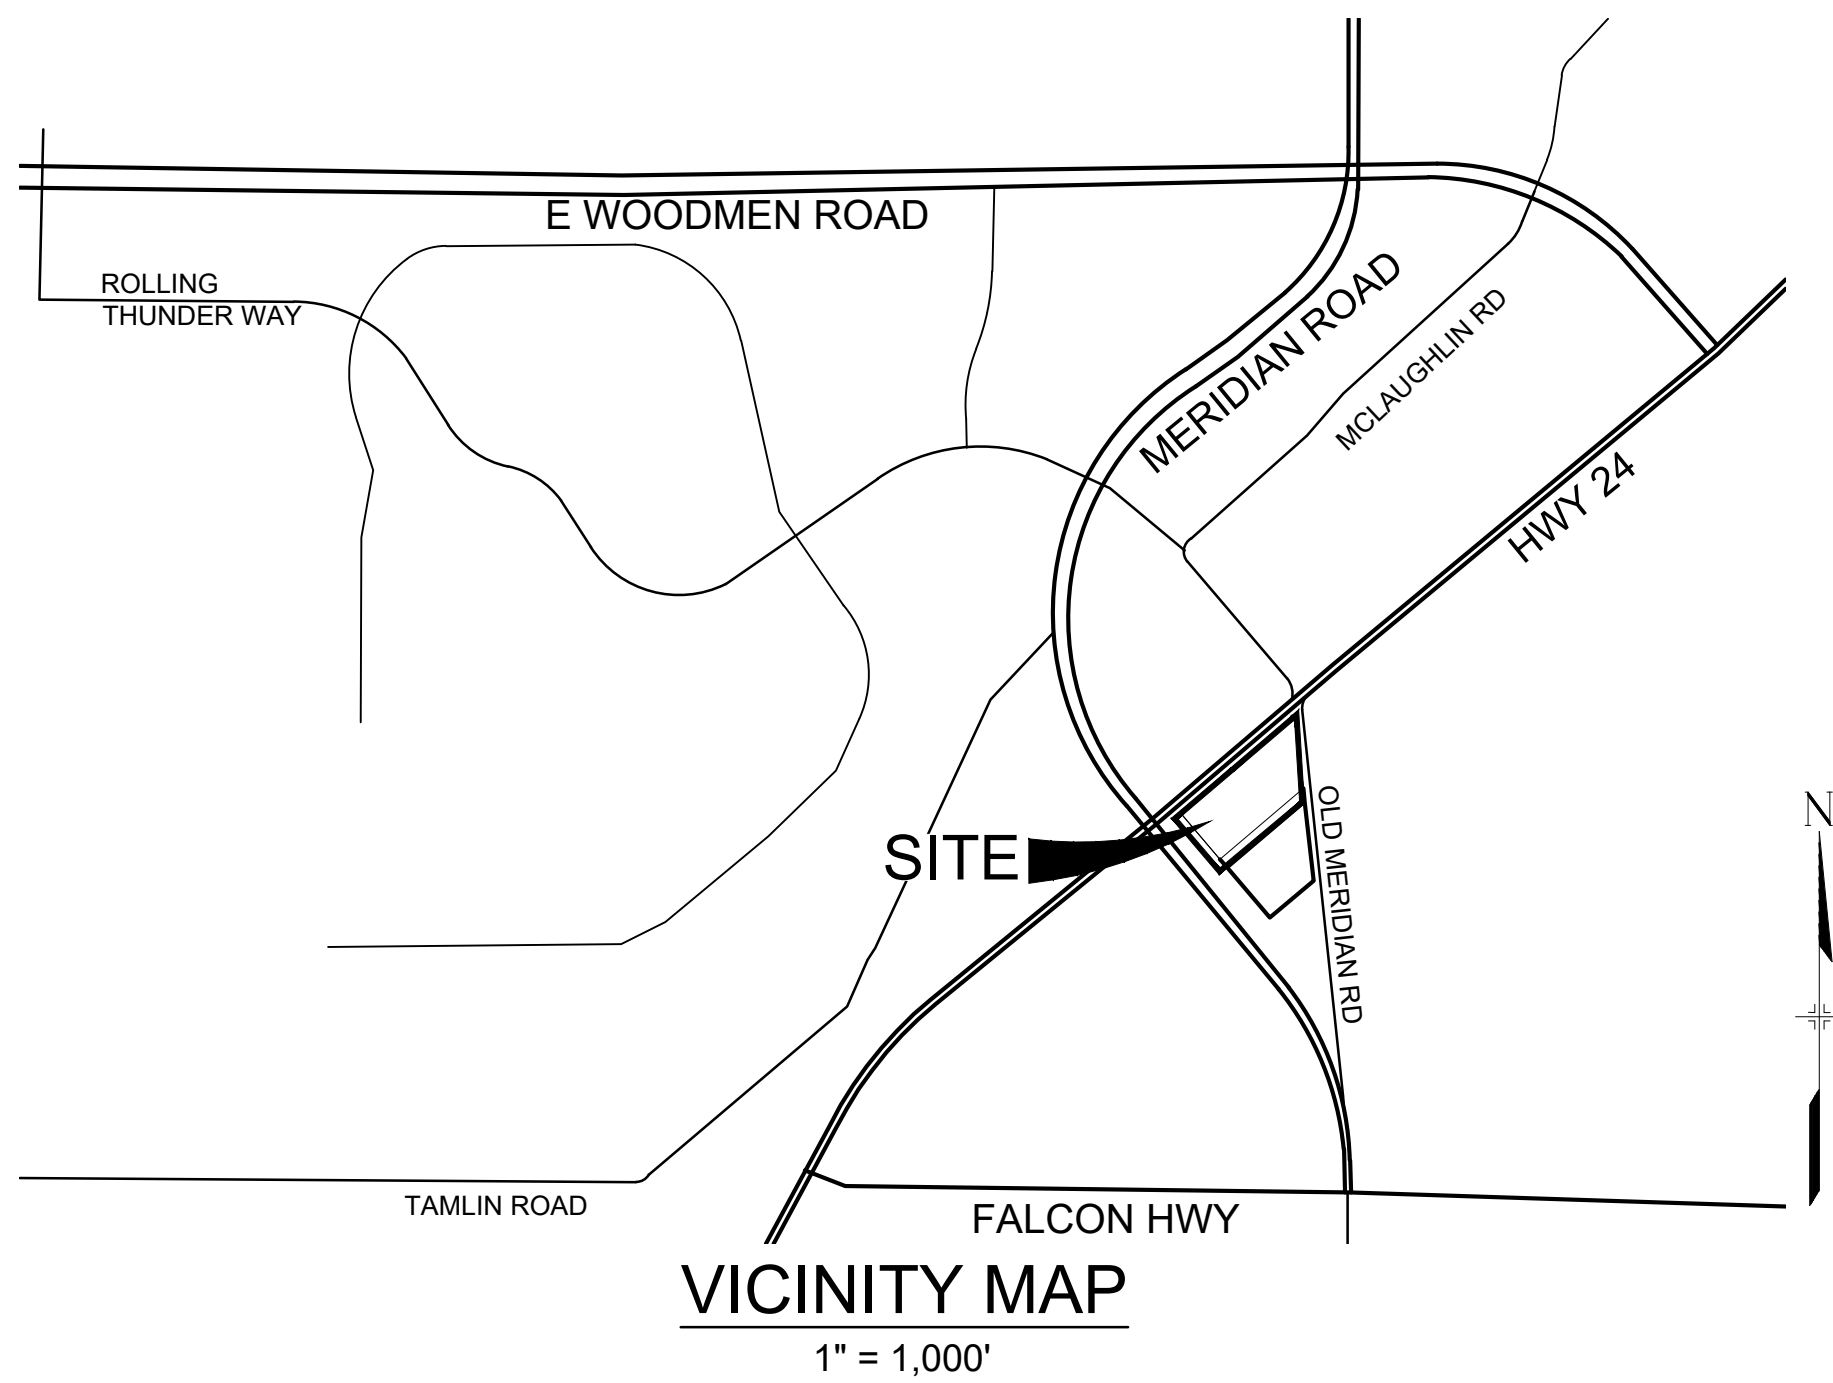 E WOODMEN ROAD
ROLLING
THUNDER WAY
MERIDIAN ROAD
MCLAUGHLIN RD
HWY 24
SITE
OLD MERIDIAN RD
N
TAMLIN ROAD
FALCON HWY
VICINITY MAP
1" = 1,000'